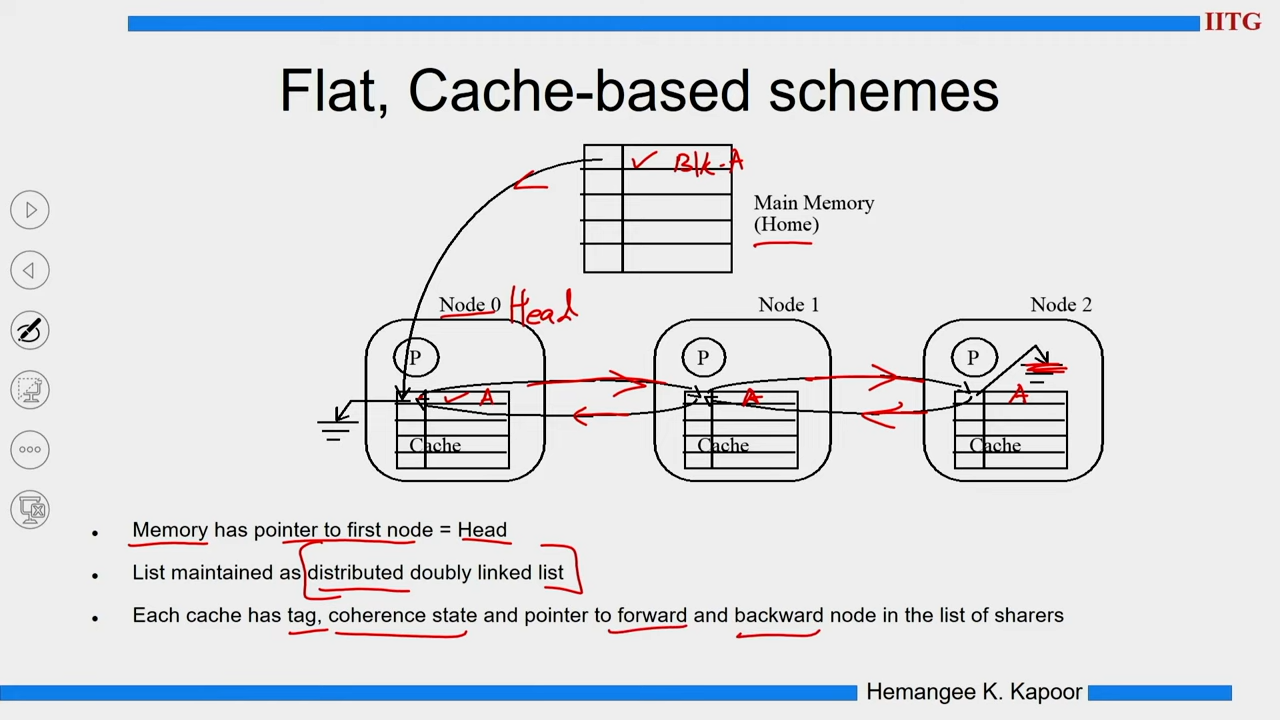 IITG
Flat, Cache-based schemes
Blk-A
Main Memory
(Home)
Node 0 Head
Node 1
Node 2
P
P
P
A
A
A
Cache
Cache
Cache
• Memory has pointer to first node = Head
• List maintained as distributed doubly linked list
• Each cache has tag, coherence state and pointer to forward and backward node in the list of sharers
Hemangee K. Kapoor